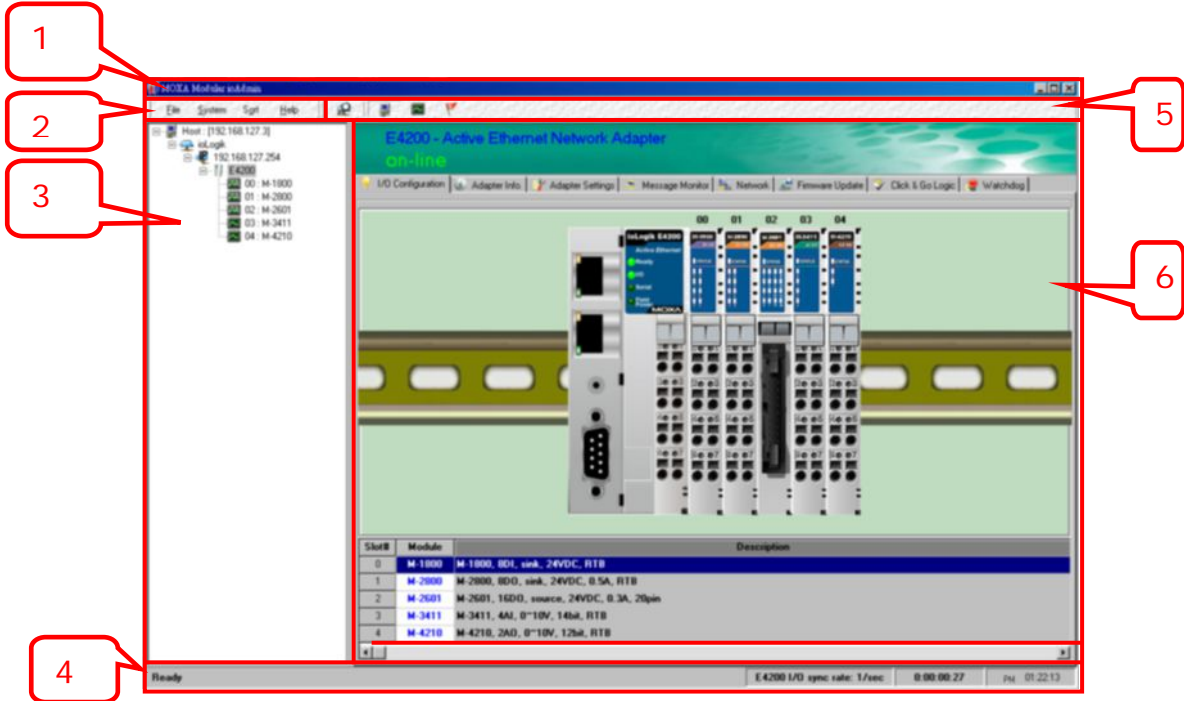 1
MOXA Modular ioAdmin
2
File System Sort Help
5
3
Host : [192.168.127.3]
ioLogik
192.168.127.254
E4200
00 : M-1800
01 : M-2800
02 : M-2601
03 : M-3411
04 : M-4210
E4200 - Active Ethernet Network Adapter
on-line
I/O Configuration Adapter Info. Adapter Settings Message Monitor Network Firmware Update Click & Go Logic Watchdog
00 01 02 03 04
ioLogik E4200
Active Ethernet
Ready
I/O
Serial
Field
Power
MOXA
6
Slot# Module Description
0 M-1800 M-1800, 8DI, sink, 24VDC, RTB
1 M-2800 M-2800, 8DO, sink, 24VDC, 0.5A, RTB
2 M-2601 M-2601, 16DO, source, 24VDC, 0.3A, 20pin
3 M-3411 M-3411, 4AI, 0~10V, 14bit, RTB
4 M-4210 M-4210, 2AO, 0~10V, 12bit, RTB
4
Ready E4200 I/O sync rate: 1/sec 0:00:00:27 PM 01:22:13